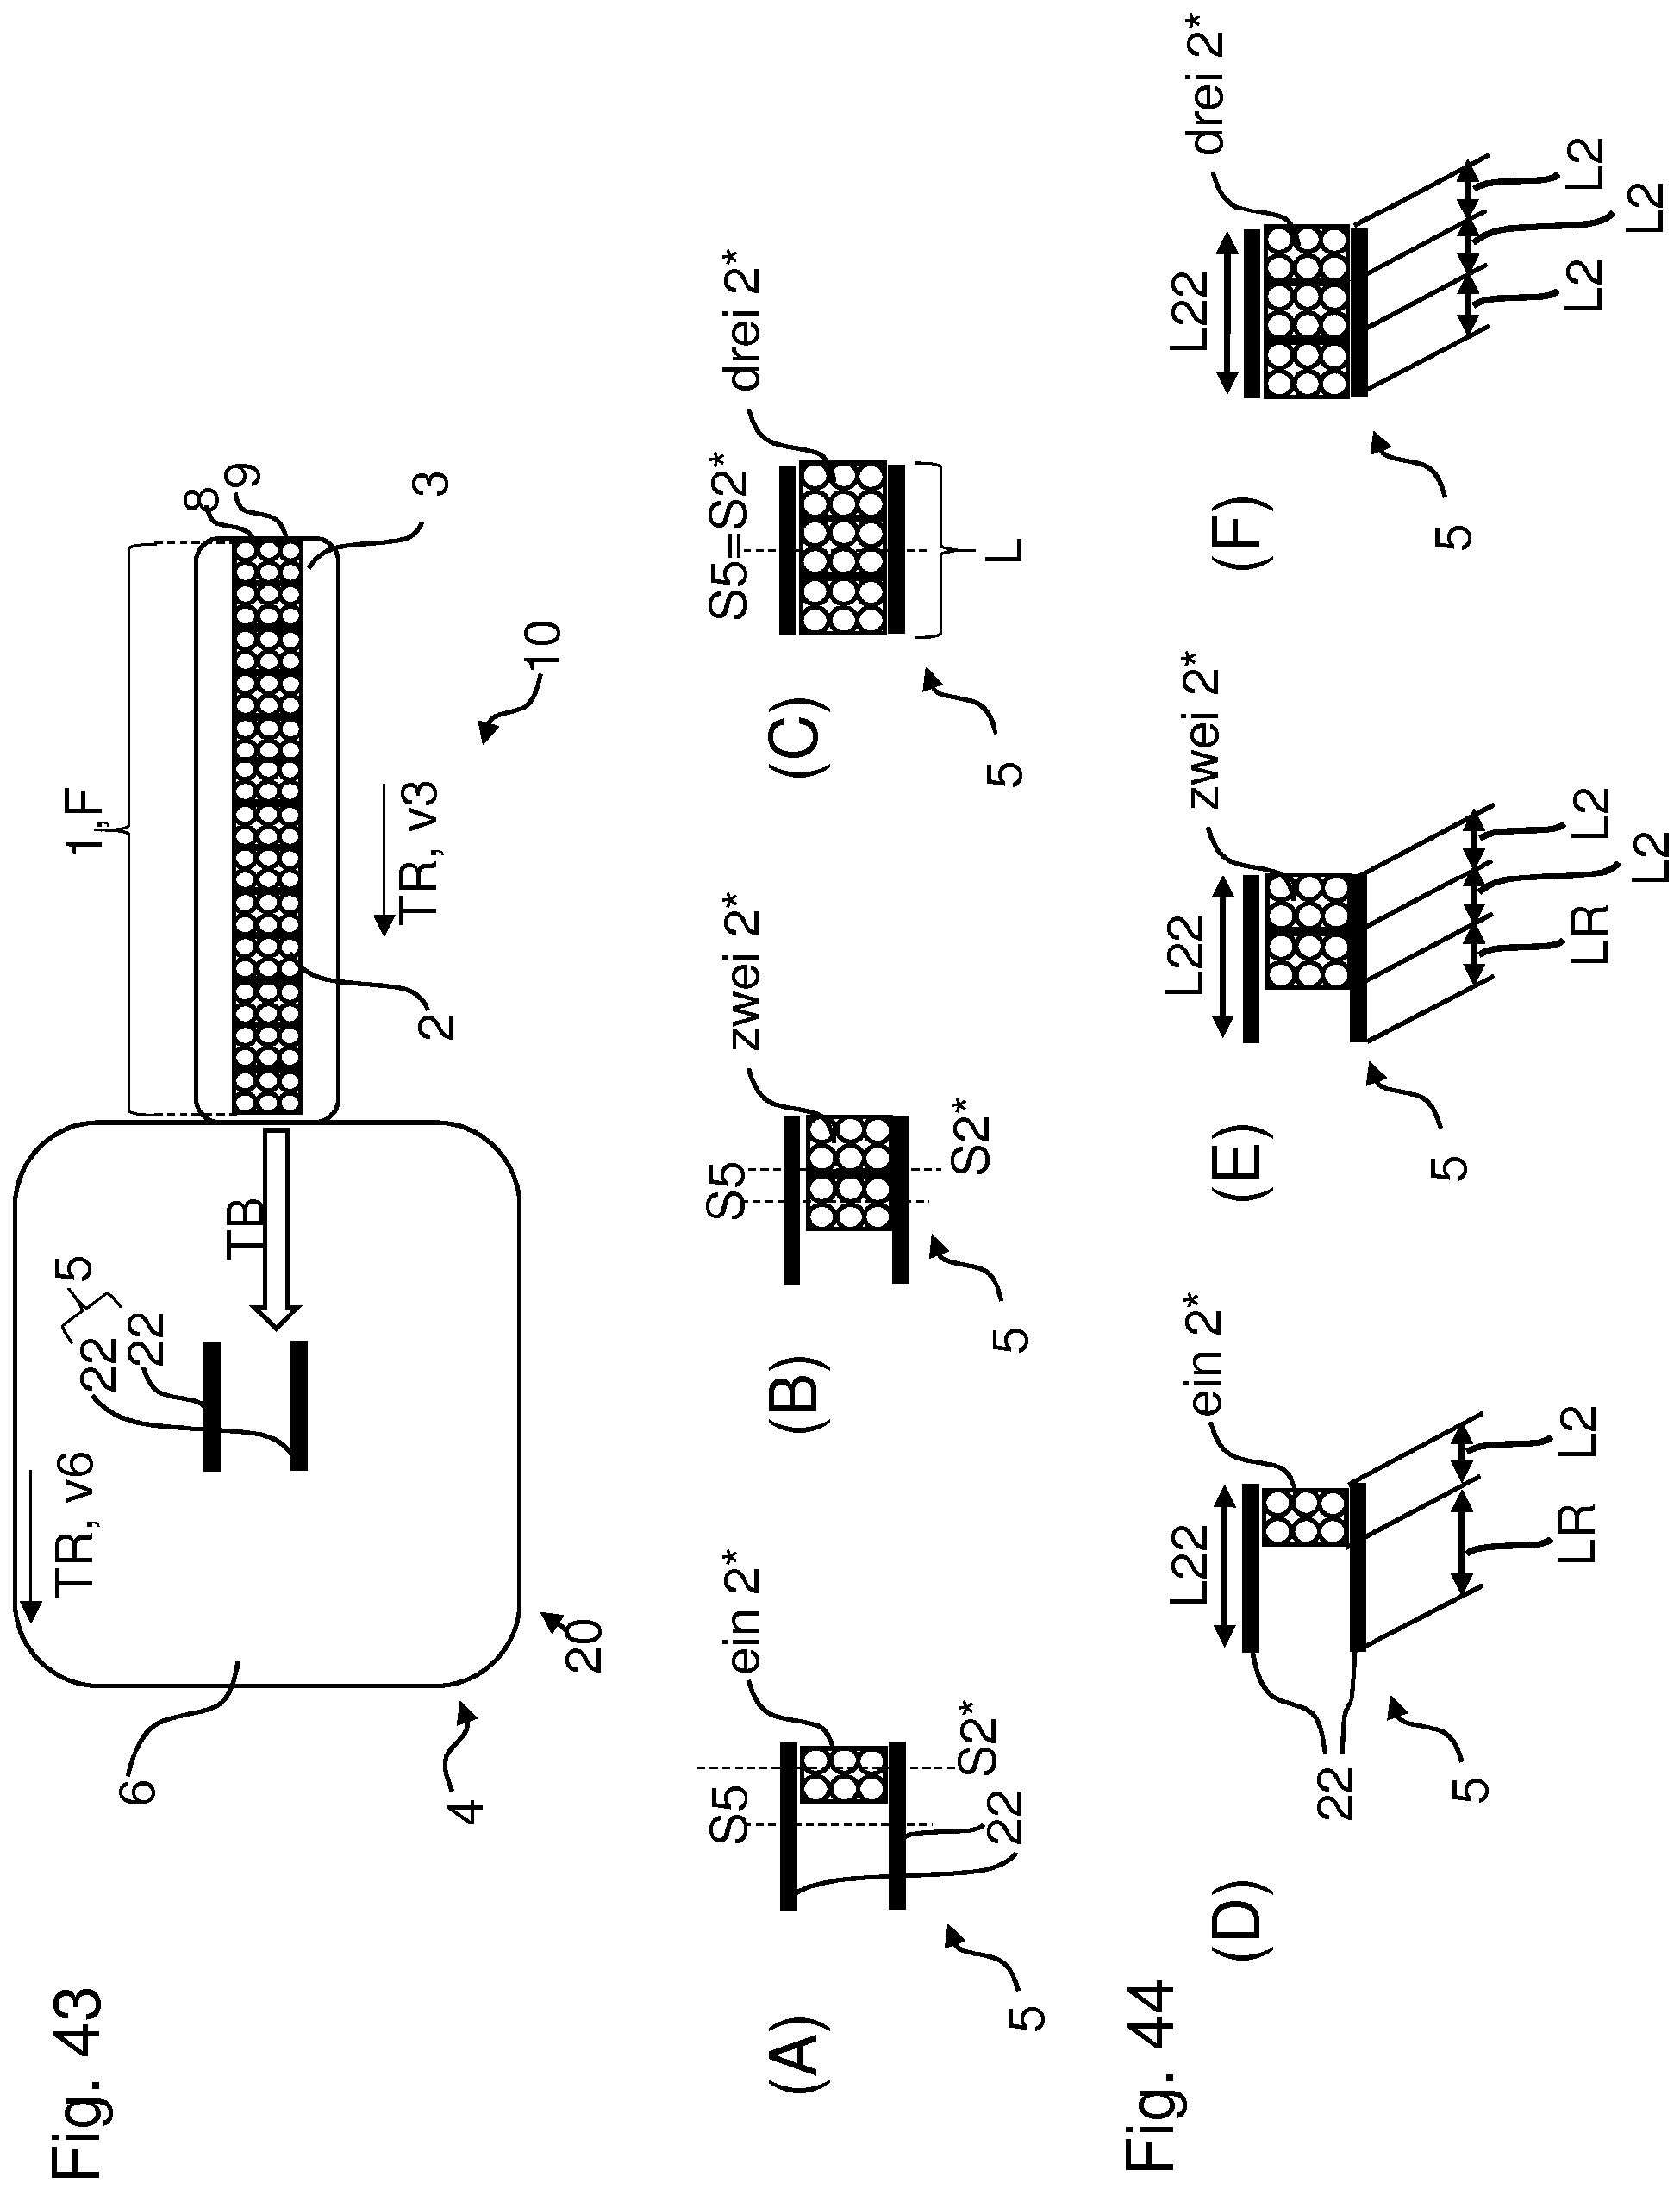 Fig. 43
1,F
8
9
3
10
TR, v3
2
TB
5
22
22
TR, v6
6
4
20
(A)
S5
ein 2*
S2*
22
5
(B)
S5
zwei 2*
S2*
5
(C)
S5=S2*
drei 2*
L
5
Fig. 44
(D)
L22
ein 2*
22
LR
L2
5
(E)
L22
zwei 2*
LR
L2
L2
5
(F)
L22
drei 2*
L2
L2
L2
5